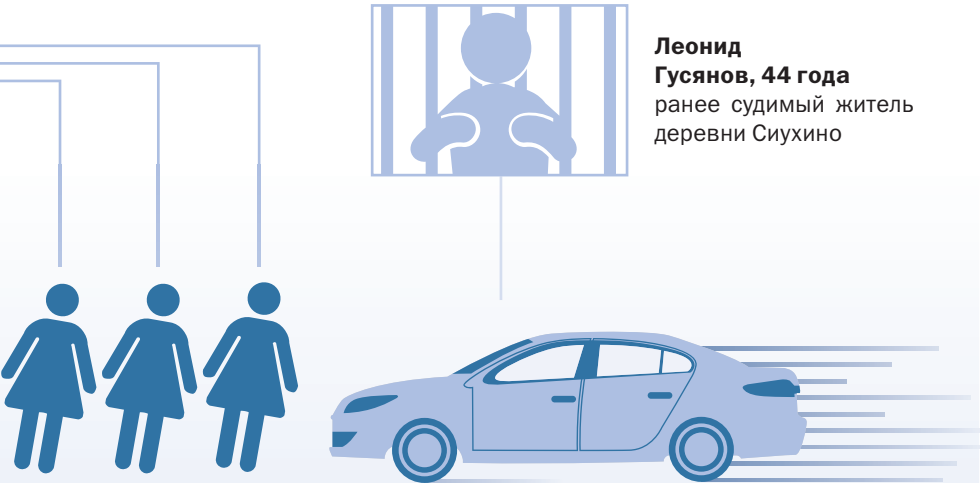 Леонид
Гусянов, 44 года
ранее судимый житель
деревни Сиухино